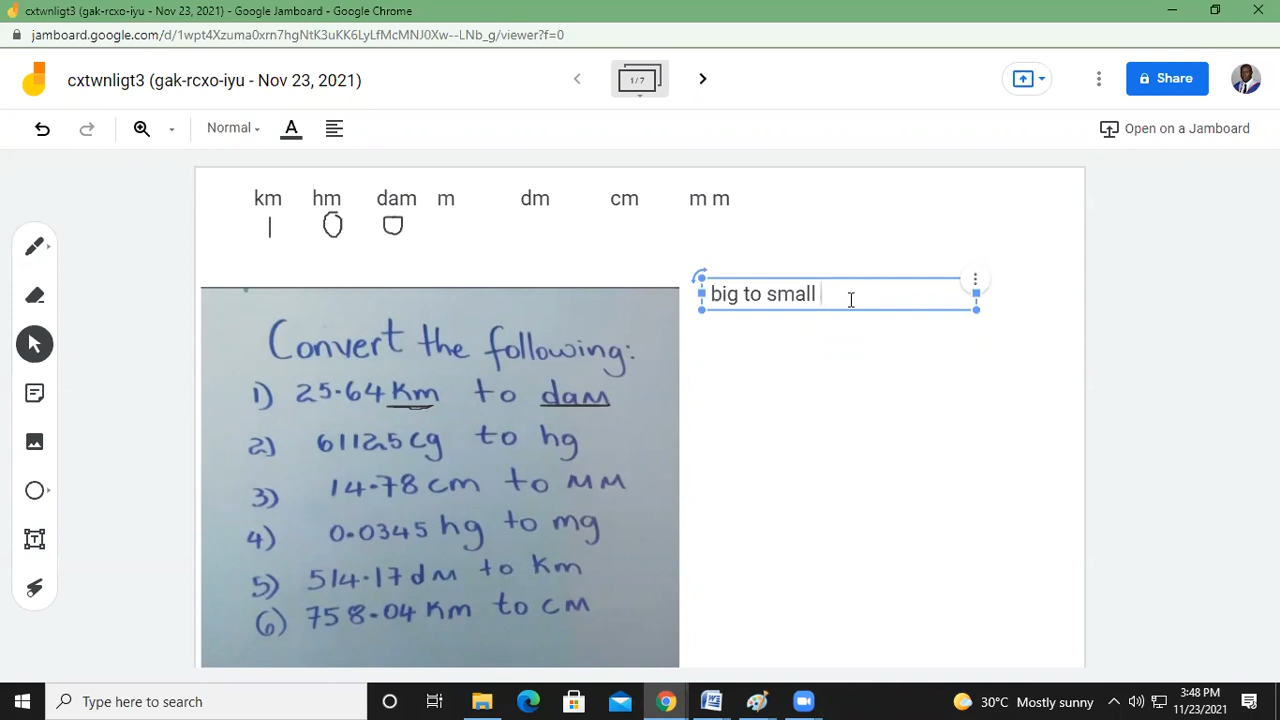 cxtwnligt3 (gak-rcxo-iyu - Nov 23, 2021) - Google Jamboard - Google Chrome
jamboard.google.com/d/1wpt4Xzuma0xrn7hgNtK3uKK6LyLfMcMNJ0Xw--LNb_g/viewer?f=0
cxtwnligt3 (gak-rcxo-iyu - Nov 23, 2021)
1/7
Share
Normal
A
Open on a Jamboard
km hm dam m dm cm m m
1 0 0
big to small
Convert the following:
1) 25.64 km to dam
2) 61125cg to hg
3) 14.78 cm to MM
4) 0.0345 hg to mg
5) 514.17 dm to km
6) 758.04 Km to cM
Type here to search
30°C Mostly sunny
3:48 PM
11/23/2021